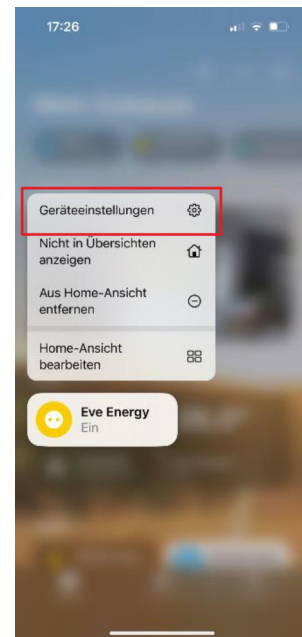 17:26
Geräteeinstellungen
Nicht in Übersichten
anzeigen
Aus Home-Ansicht
entfernen
Home-Ansicht
bearbeiten
Eve Energy
Ein